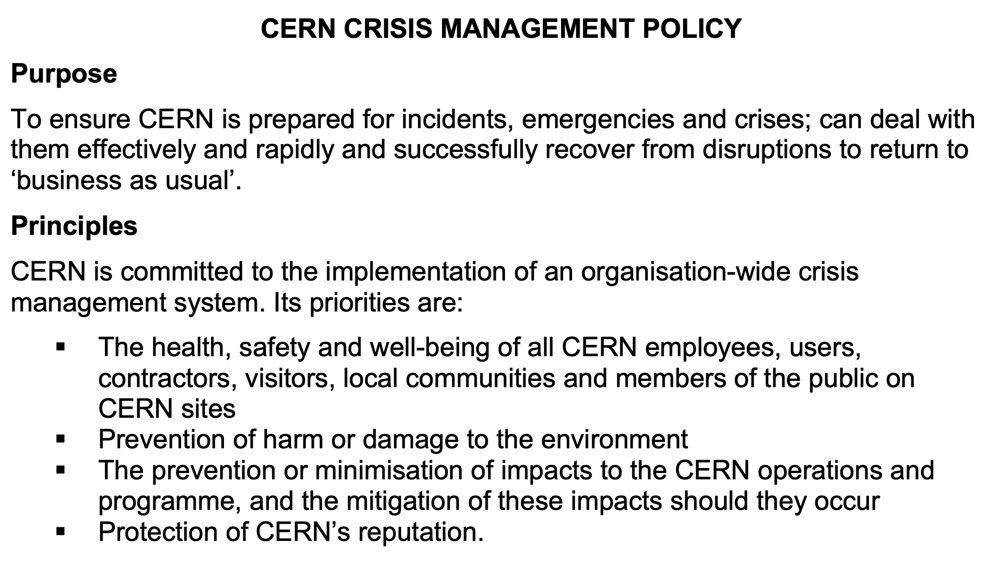 CERN CRISIS MANAGEMENT POLICY
Purpose
To ensure CERN is prepared for incidents, emergencies and crises; can deal with
them effectively and rapidly and successfully recover from disruptions to return to
‘business as usual’.
Principles
CERN is committed to the implementation of an organisation-wide crisis
management system. Its priorities are:
▪ The health, safety and well-being of all CERN employees, users,
contractors, visitors, local communities and members of the public on
CERN sites
▪ Prevention of harm or damage to the environment
▪ The prevention or minimisation of impacts to the CERN operations and
programme, and the mitigation of these impacts should they occur
▪ Protection of CERN’s reputation.